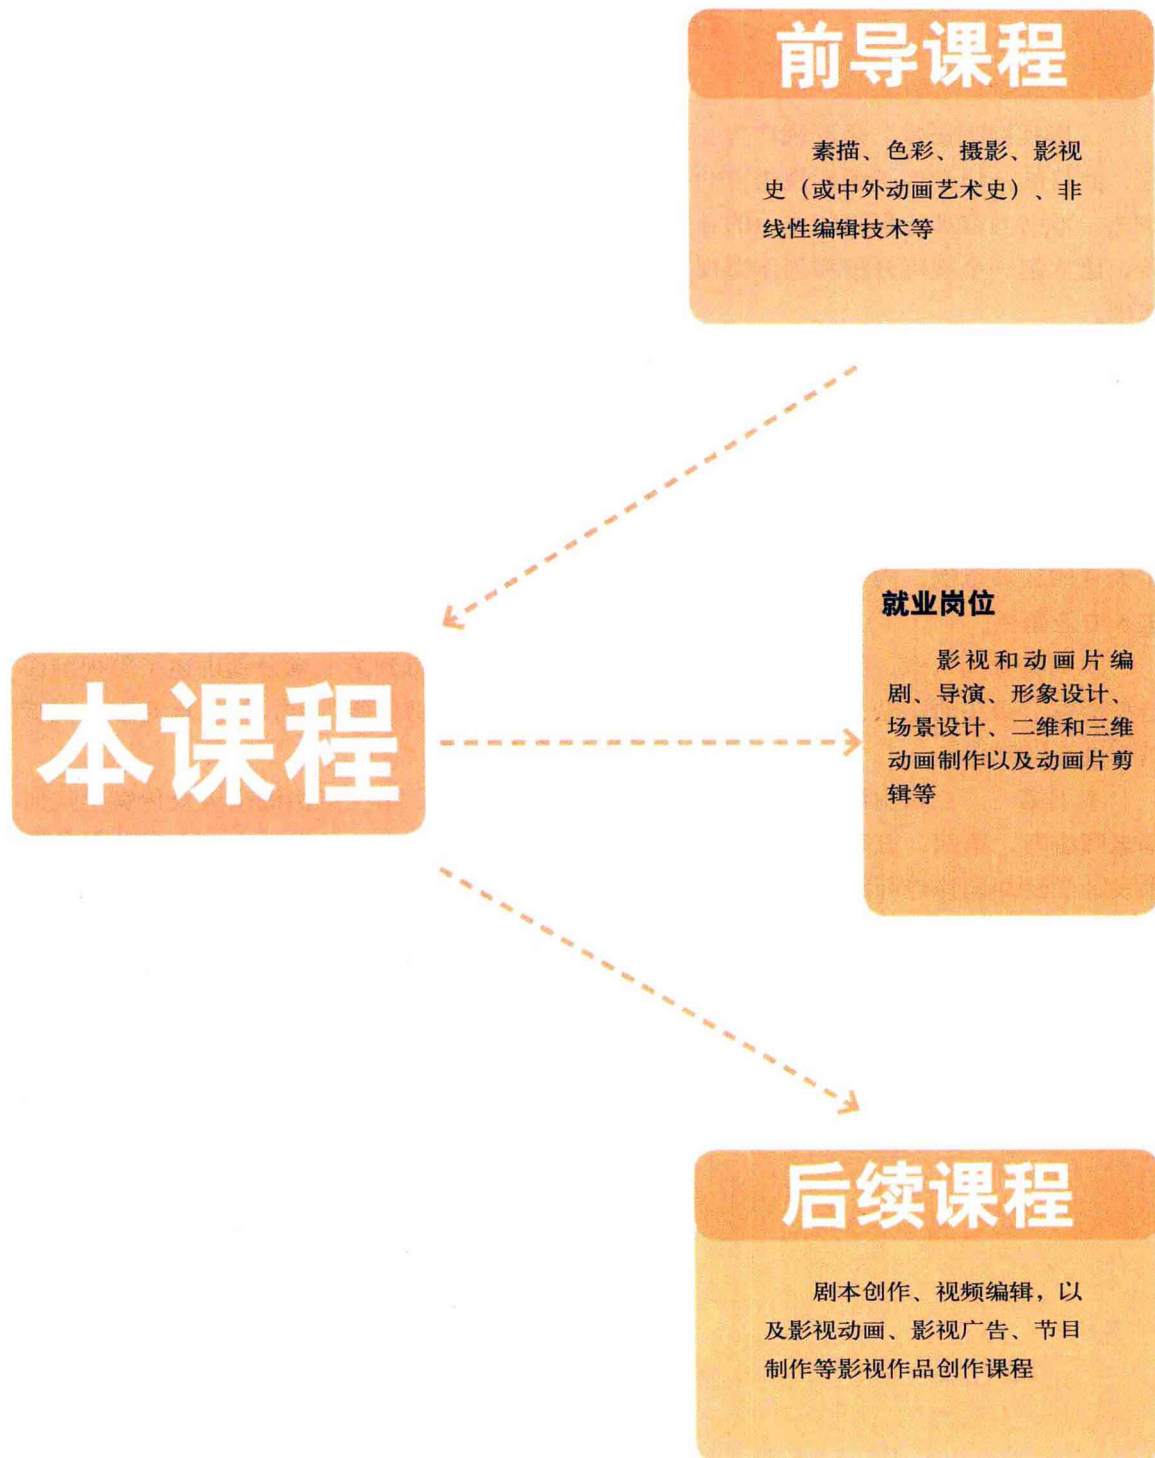 前导课程
素描、色彩、摄影、影视
史（或中外动画艺术史）、非
线性编辑技术等
就业岗位
影视和动画片编
剧、导演、形象设计、
场景设计、二维和三维
动画制作以及动画片剪
辑等
本课程
后续课程
剧本创作、视频编辑，以
及影视动画、影视广告、节目
制作等影视作品创作课程